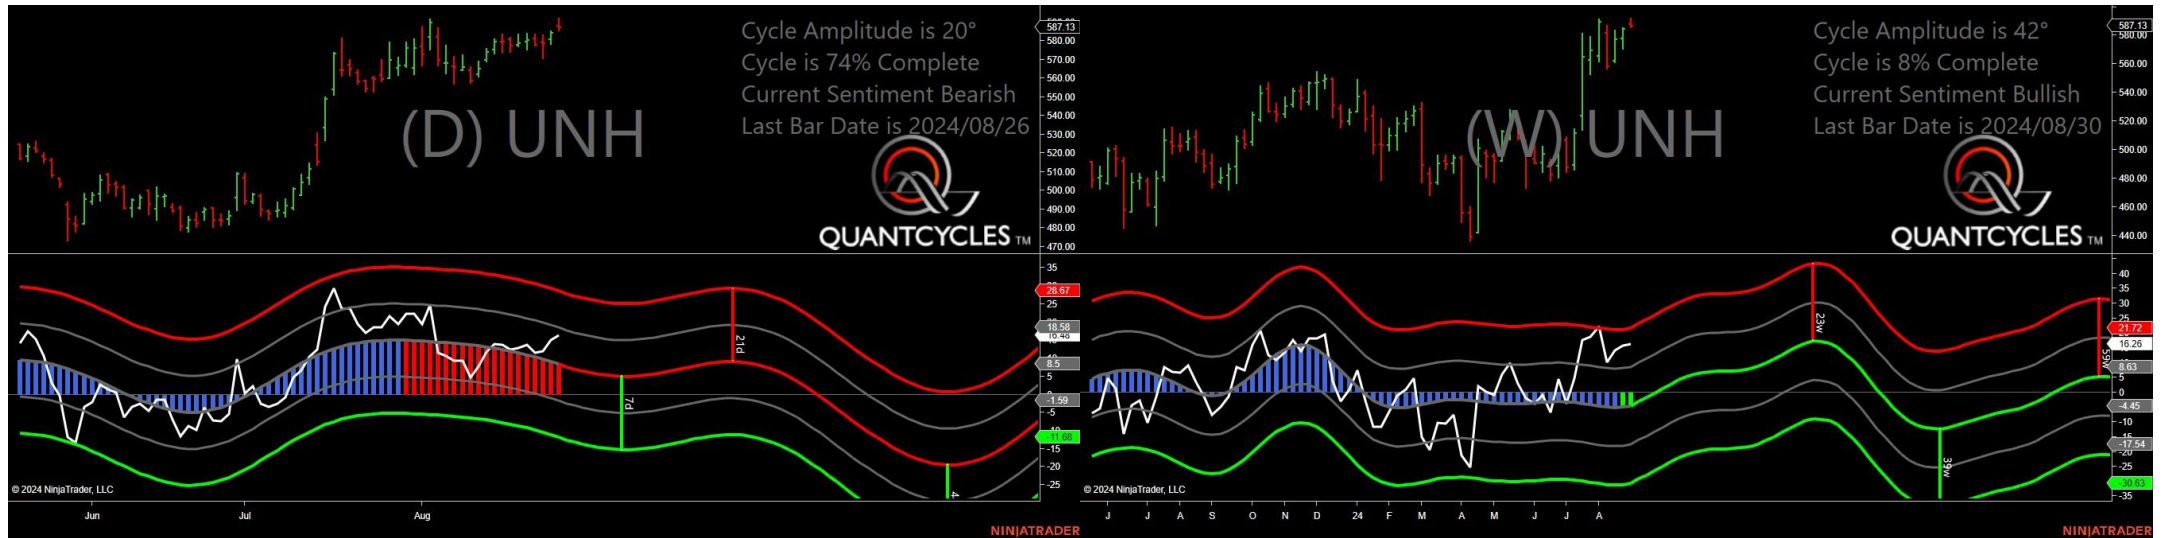 Cycle Amplitude is 20°
Cycle is 74% Complete
Current Sentiment Bearish
Last Bar Date is 2024/08/26
(D) UNH
QUANTCYCLES TM
587.13
580.00
570.00
560.00
550.00
540.00
530.00
520.00
510.00
500.00
490.00
480.00
470.00
35
28.67
25
18.58
8.5
5
-1.59
-5
-11.68
-15
-20
-25
21d
7d
4
© 2024 NinjaTrader, LLC
Jun Jul Aug
NINJATRADER
Cycle Amplitude is 42°
Cycle is 8% Complete
Current Sentiment Bullish
Last Bar Date is 2024/08/30
(W) UNH
QUANTCYCLES TM
587.13
580.00
560.00
540.00
520.00
500.00
480.00
460.00
440.00
40
35
30
25
21.72
16.26
8.63
5
0
-4.45
-10
-17.54
-25
-30.63
-35
23w
39w
59w
© 2024 NinjaTrader, LLC
J J A S O N D 24 F M A M J J A
NINJATRADER